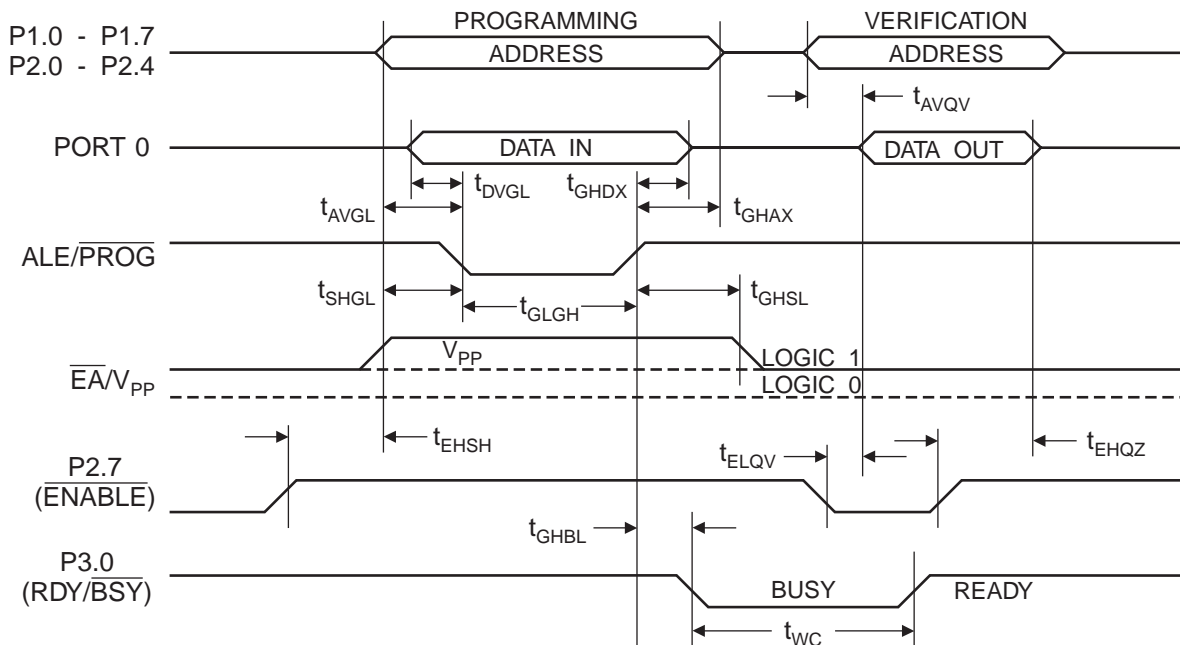 PROGRAMMING VERIFICATION
P1.0 - P1.7
P2.0 - P2.4
ADDRESS ADDRESS
tAVQV
PORT 0 DATA IN DATA OUT
tDVGL tGHDX
tAVGL tGHAX
ALE/PROG
tSHGL tGLGH tGHSL
VPP LOGIC 1
EA/VPP LOGIC 0
tEHSH tELQV tEHQZ
P2.7
(ENABLE)
tGHBL
P3.0
(RDY/BSY) BUSY READY
tWC